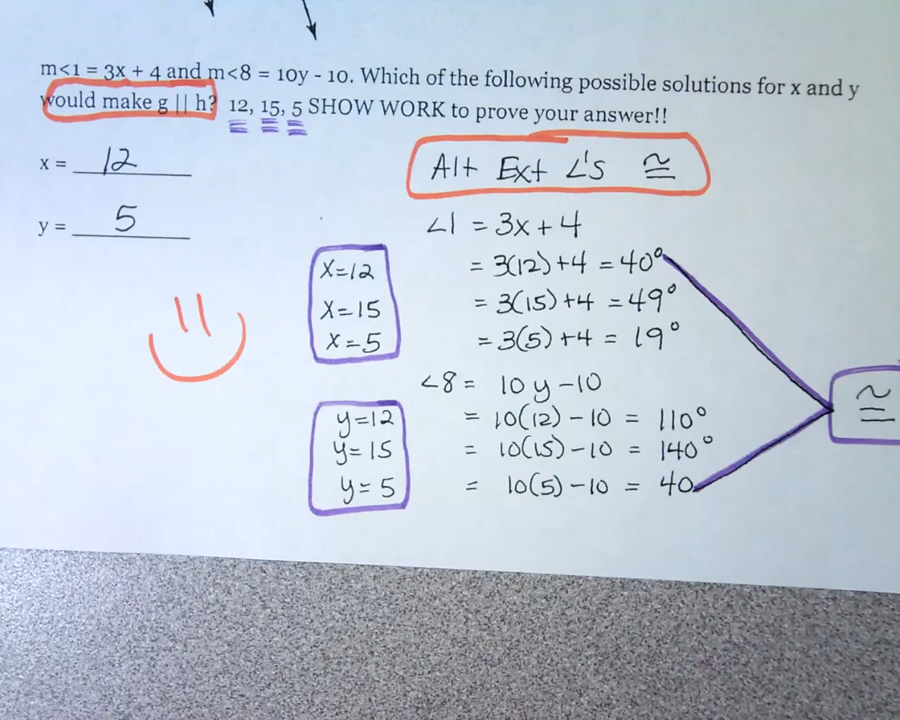 m<1 = 3x + 4 and m<8 = 10y - 10. Which of the following possible solutions for x and y
would make g || h? 12, 15, 5 SHOW WORK to prove your answer!!
x = 12
y = 5
Alt Ext ∠'s ≅
∠1 = 3x + 4
= 3(12) + 4 = 40°
= 3(15) + 4 = 49°
= 3(5) + 4 = 19°
x = 12
x = 15
x = 5
∠8 = 10y - 10
= 10(12) - 10 = 110°
= 10(15) - 10 = 140°
= 10(5) - 10 = 40
y = 12
y = 15
y = 5
≅